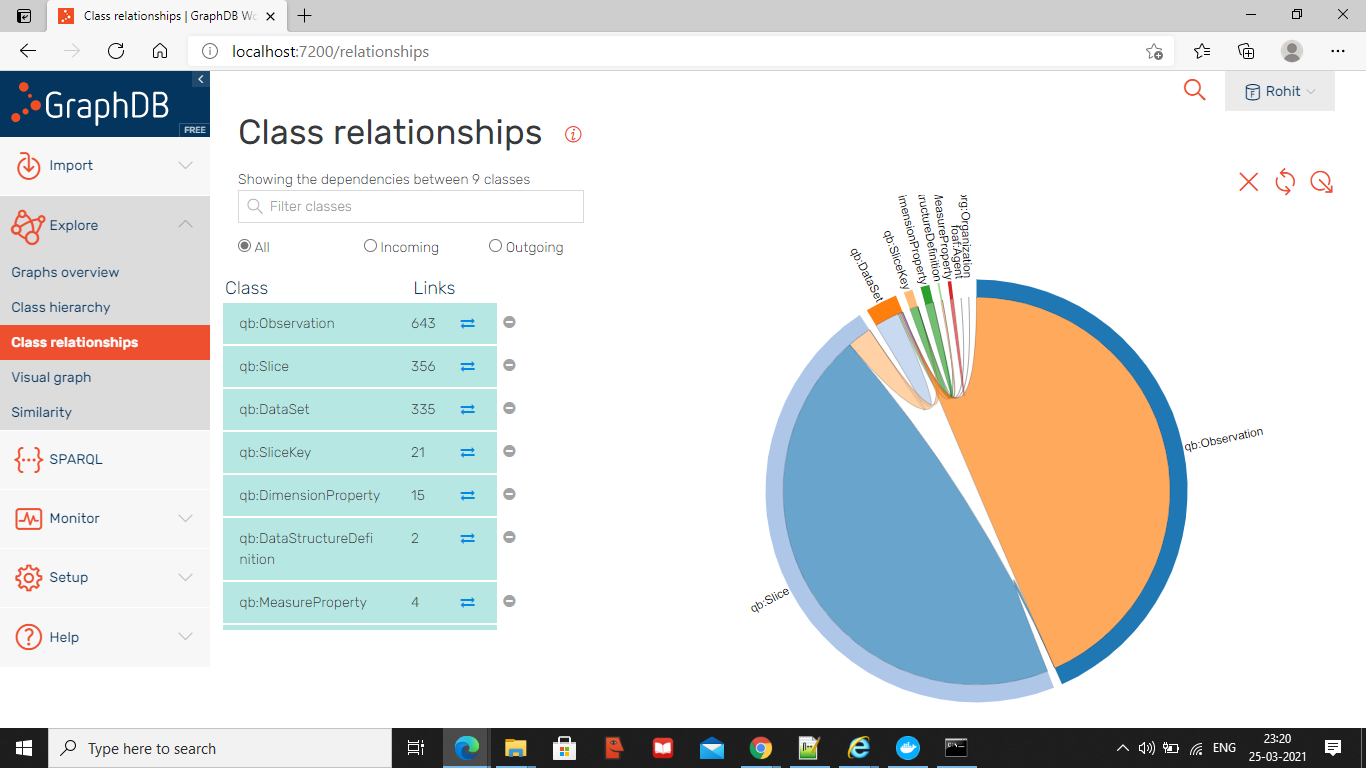 Class relationships | GraphDB Wo
localhost:7200/relationships
GraphDB
FREE
Rohit
Import
Explore
Graphs overview
Class hierarchy
Class relationships
Visual graph
Similarity
SPARQL
Monitor
Setup
Help
Class relationships
Showing the dependencies between 9 classes
Filter classes
All Incoming Outgoing
Class Links
qb:Observation 643
qb:Slice 356
qb:DataSet 335
qb:SliceKey 21
qb:DimensionProperty 15
qb:DataStructureDefi
nition 2
qb:MeasureProperty 4
qb:DataSet
qb:SliceKey
imensionProperty
ructureDefinition
MeasureProperty
foaf:Agent
org:Organization
qb:Observation
qb:Slice
Type here to search
ENG
23:20
25-03-2021